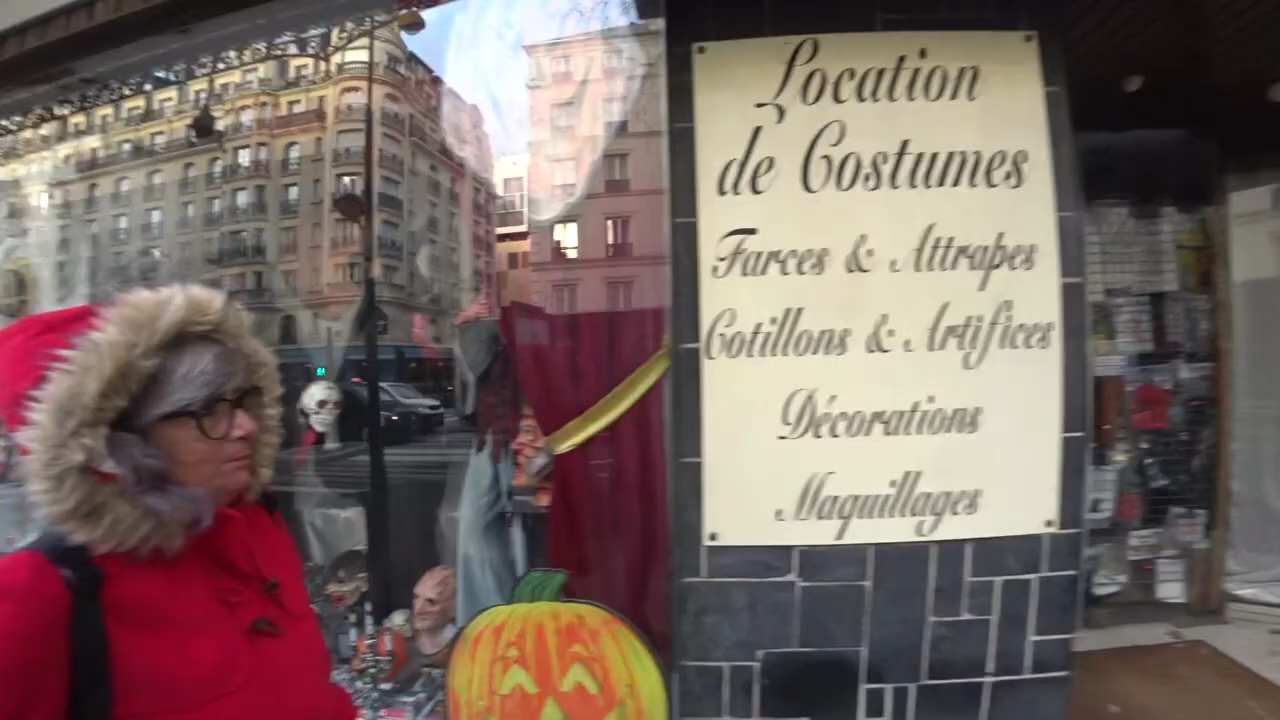 Location
de Costumes
Farces & Attrapes
Cotillons & Artifices
Décorations
Maquillages